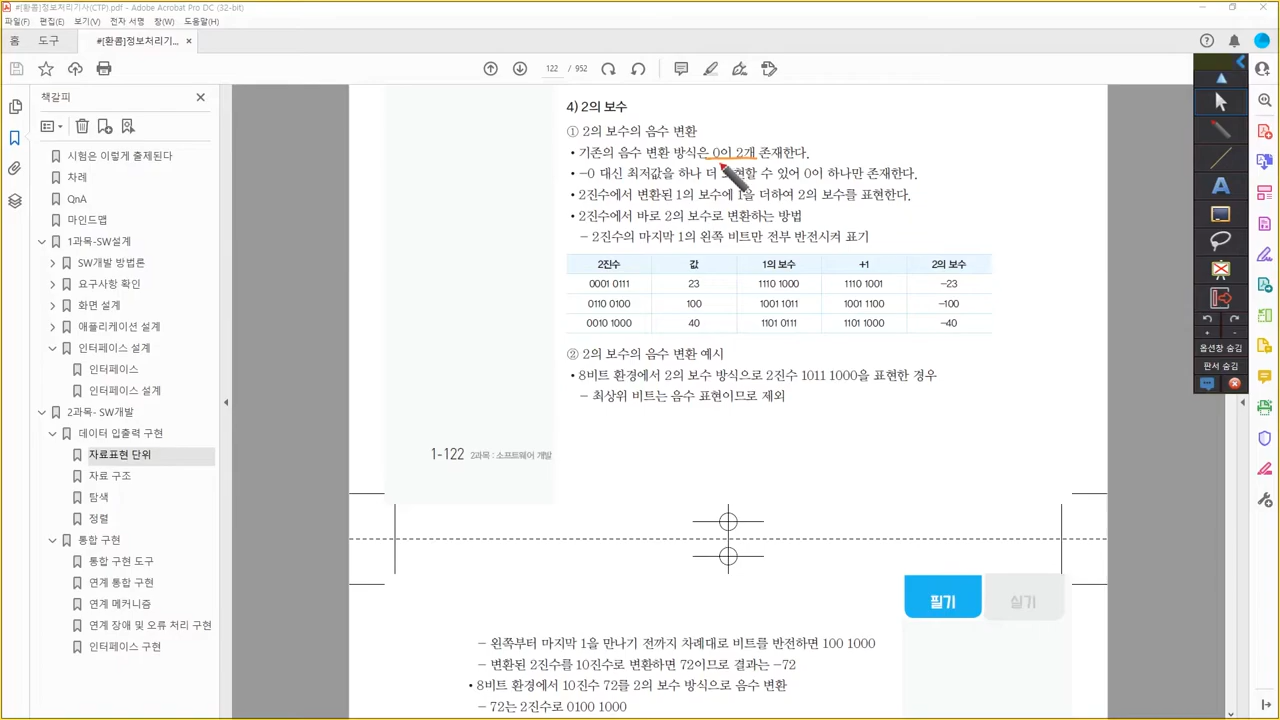 #[환콤]정보처리기사(CTP).pdf - Adobe Acrobat Pro DC (32-bit)
파일(F) 편집(E) 보기(V) 전자 서명 창(W) 도움말(H)
홈 도구 #[환콤]정보처리기... ×
122 / 952
책갈피
시험은 이렇게 출제된다
차례
QnA
마인드맵
1과목-SW설계
SW개발 방법론
요구사항 확인
화면 설계
애플리케이션 설계
인터페이스 설계
인터페이스
인터페이스 설계
2과목- SW개발
데이터 입출력 구현
자료표현 단위
자료 구조
탐색
정렬
통합 구현
통합 구현 도구
연계 통합 구현
연계 메커니즘
연계 장애 및 오류 처리 구현
인터페이스 구현
4) 2의 보수
① 2의 보수의 음수 변환
• 기존의 음수 변환 방식은 0이 2개 존재한다.
• -0 대신 최저값을 하나 더 표현할 수 있어 0이 하나만 존재한다.
• 2진수에서 변환된 1의 보수에 1을 더하여 2의 보수를 표현한다.
• 2진수에서 바로 2의 보수로 변환하는 방법
- 2진수의 마지막 1의 왼쪽 비트만 전부 반전시켜 표기
2진수 값 1의 보수 +1 2의 보수
0001 0111 23 1110 1000 1110 1001 -23
0110 0100 100 1001 1011 1001 1100 -100
0010 1000 40 1101 0111 1101 1000 -40
② 2의 보수의 음수 변환 예시
• 8비트 환경에서 2의 보수 방식으로 2진수 1011 1000을 표현한 경우
- 최상위 비트는 음수 표현이므로 제외
1-122 2과목 : 소프트웨어 개발
필기 실기
- 왼쪽부터 마지막 1을 만나기 전까지 차례대로 비트를 반전하면 100 1000
- 변환된 2진수를 10진수로 변환하면 72이므로 결과는 -72
• 8비트 환경에서 10진수 72를 2의 보수 방식으로 음수 변환
- 72는 2진수로 0100 1000
A
+ -
옵션창 숨김
판서 숨김